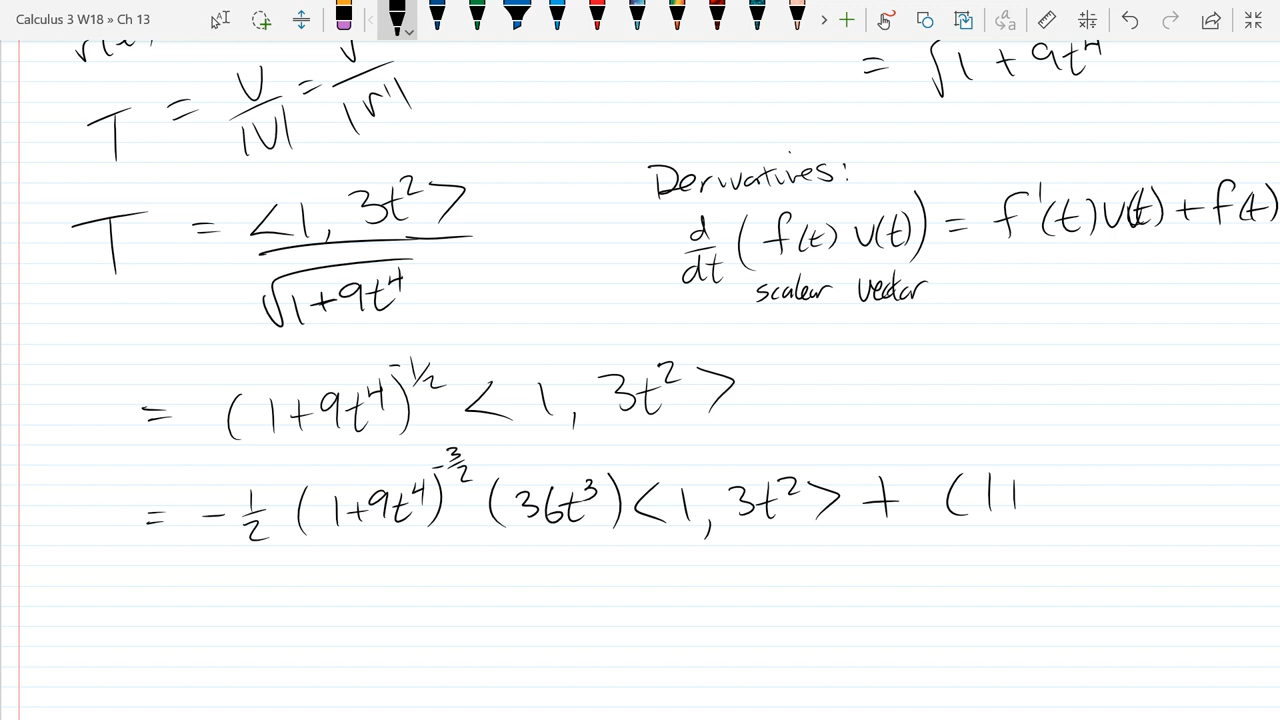 Calculus 3 W18 » Ch 13
= √1 + 9t⁴
T = V/|V| = r'/|r'|
Derivatives:
T = <1, 3t²>/√1+9t⁴
d/dt (f(t) v(t)) = f'(t)v(t) + f(t)
scalar vector
= (1+9t⁴)^-1/2 <1, 3t²>
= -1/2 (1+9t⁴)^-3/2 (36t³)<1, 3t²> + (11